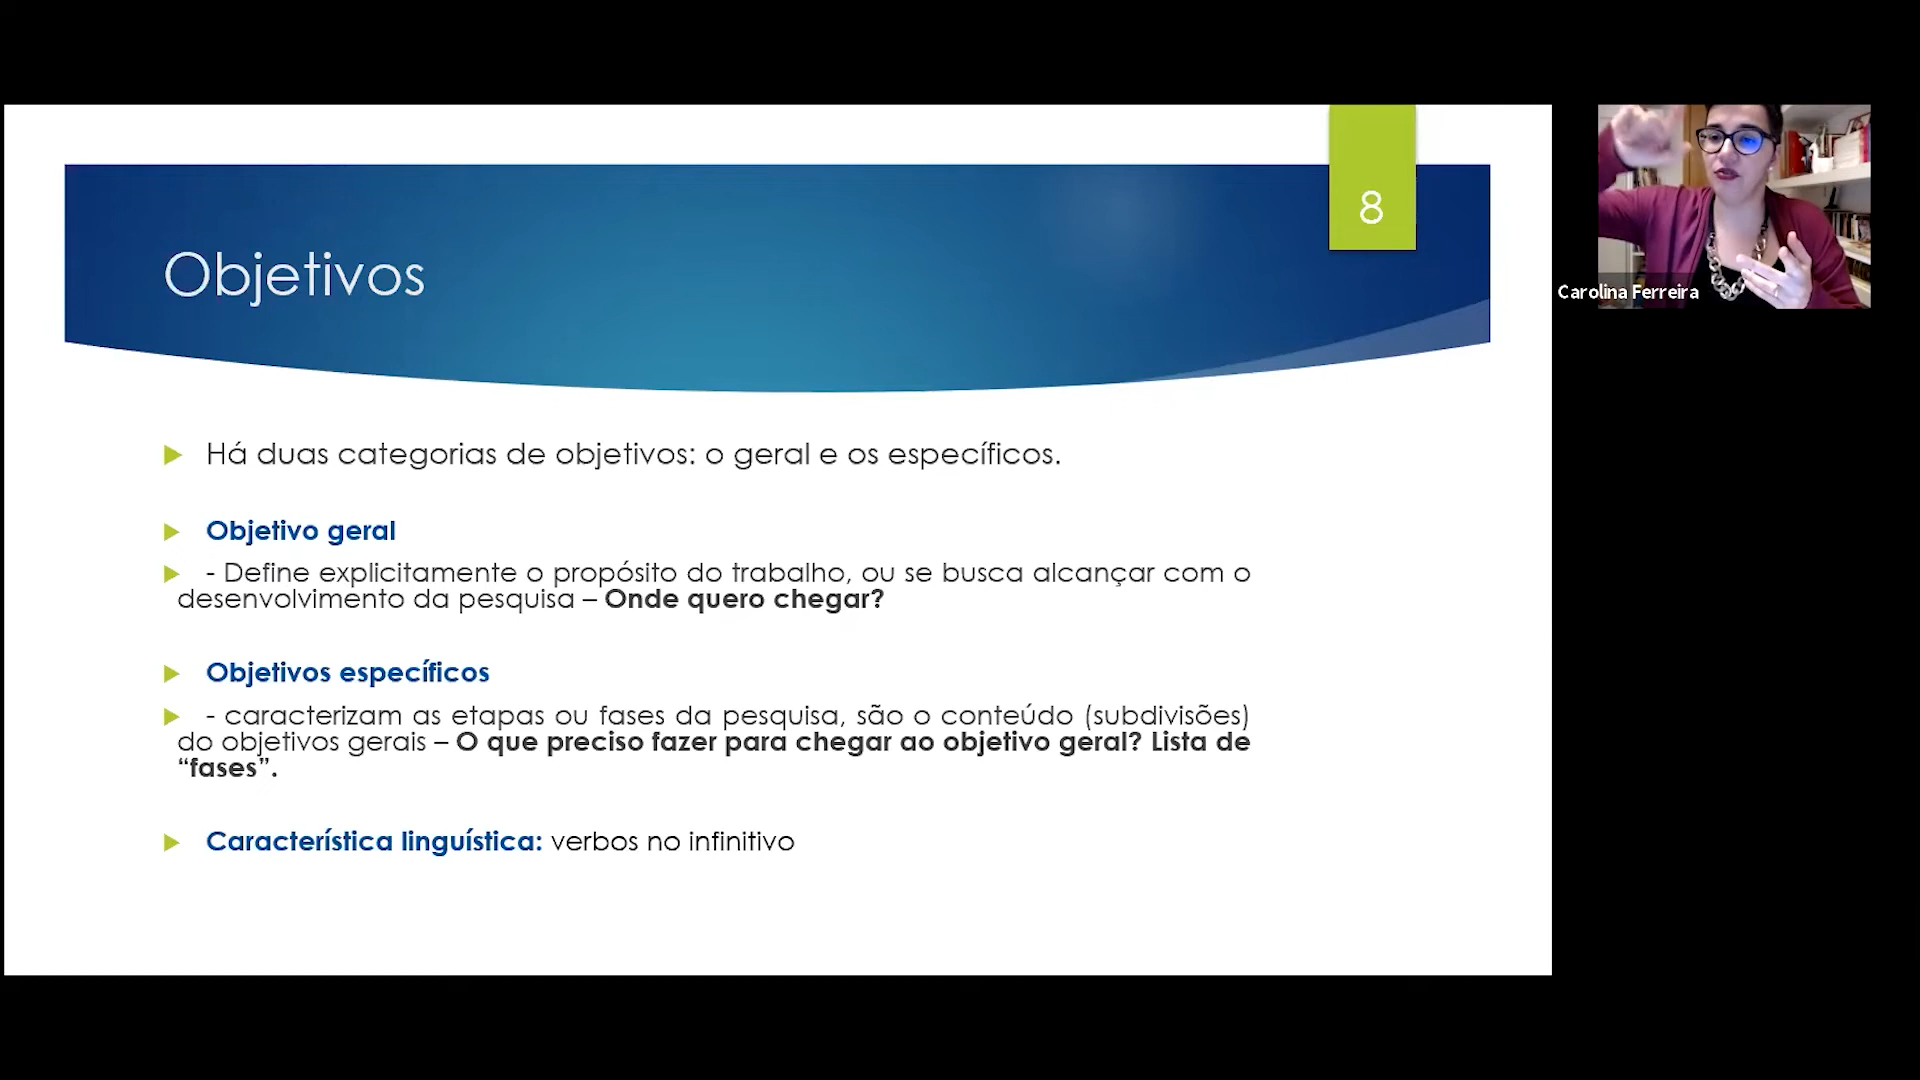 8
Objetivos
Carolina Ferreira
Há duas categorias de objetivos: o geral e os específicos.
Objetivo geral
- Define explicitamente o propósito do trabalho, ou se busca alcançar com o
desenvolvimento da pesquisa – Onde quero chegar?
Objetivos específicos
- caracterizam as etapas ou fases da pesquisa, são o conteúdo (subdivisões)
do objetivos gerais – O que preciso fazer para chegar ao objetivo geral? Lista de
“fases”.
Característica linguística: verbos no infinitivo